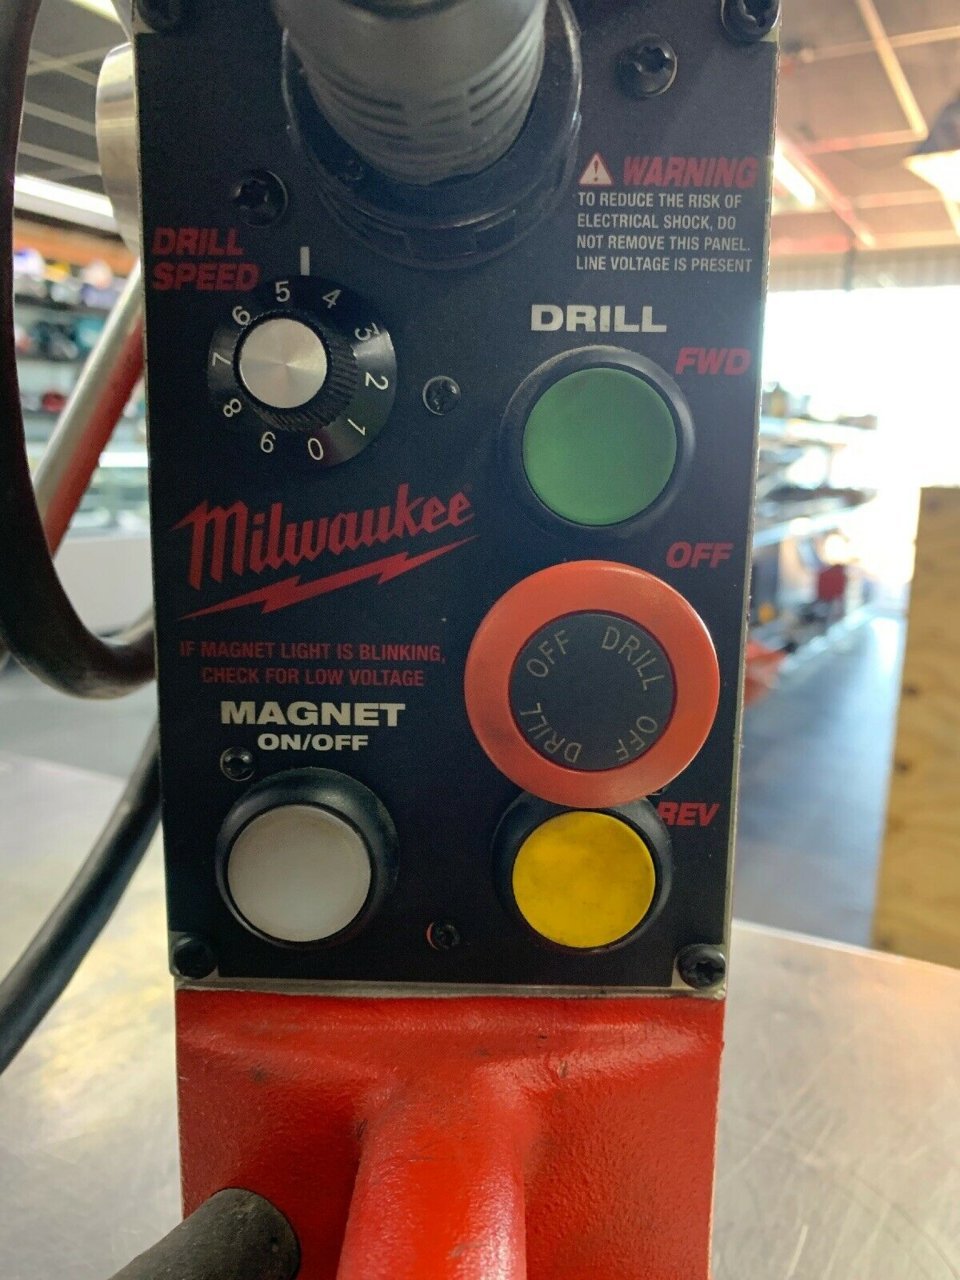 WARNING
TO REDUCE THE RISK OF
ELECTRICAL SHOCK, DO
NOT REMOVE THIS PANEL.
LINE VOLTAGE IS PRESENT
DRILL
SPEED
0 1 2 3 4 5 6 7 8 9
DRILL
FWD
Milwaukee
OFF
DRILL OFF DRILL OFF
IF MAGNET LIGHT IS BLINKING,
CHECK FOR LOW VOLTAGE
MAGNET
ON/OFF
REV